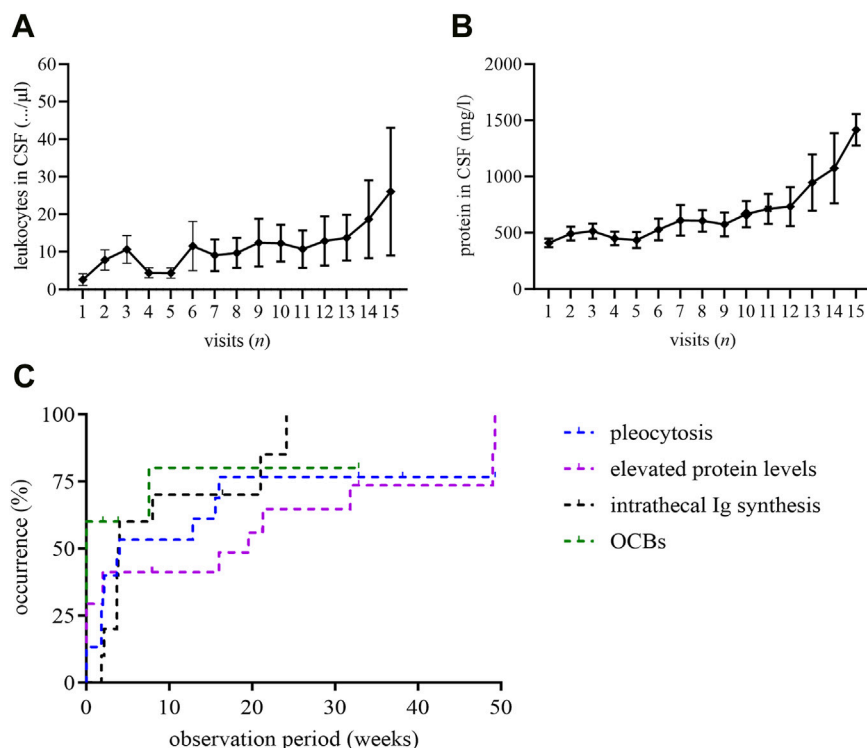 A
leukocytes in CSF (.../µl)
60
50
40
30
20
10
0
1 2 3 4 5 6 7 8 9 10 11 12 13 14 15
visits (n)
B
protein in CSF (mg/l)
2000
1500
1000
500
0
1 2 3 4 5 6 7 8 9 10 11 12 13 14 15
visits (n)
C
occurrence (%)
100
75
50
25
0
0 10 20 30 40 50
observation period (weeks)
pleocytosis
elevated protein levels
intrathecal Ig synthesis
OCBs